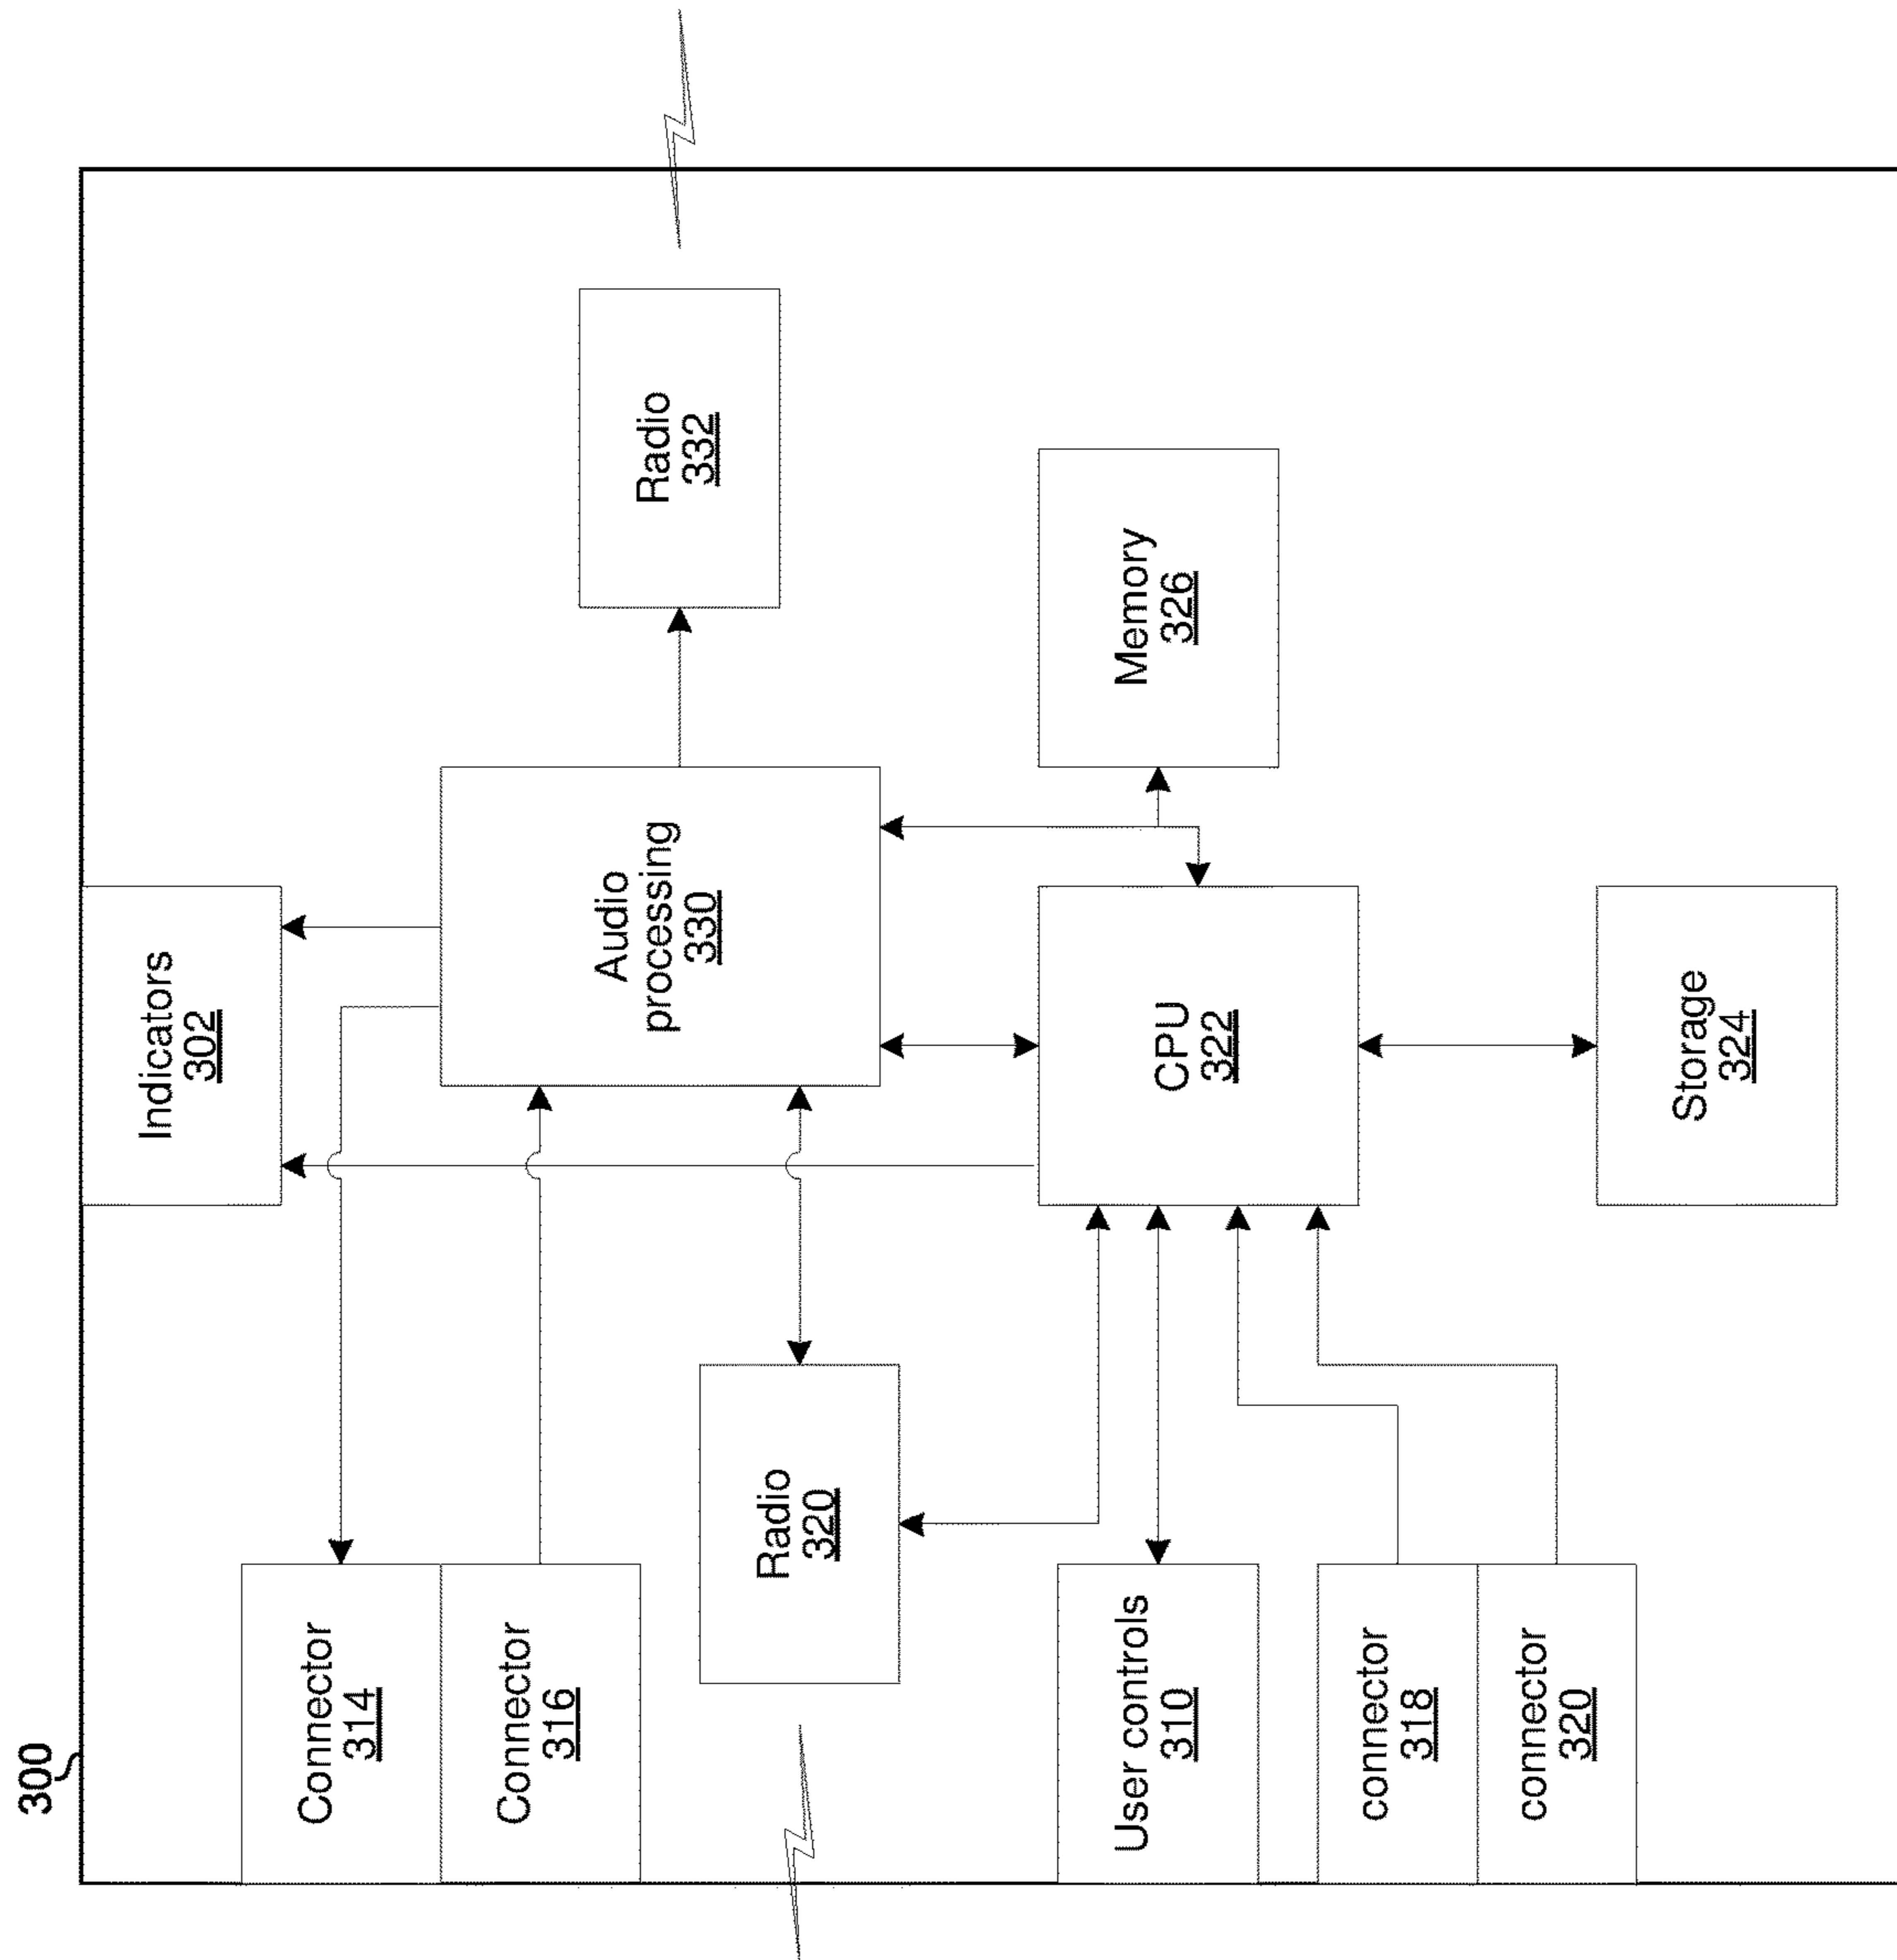 300
Connector
314
Connector
316
Radio
320
User controls
310
connector
318
connector
320
Indicators
302
Audio
processing
330
CPU
322
Storage
324
Radio
332
Memory
326